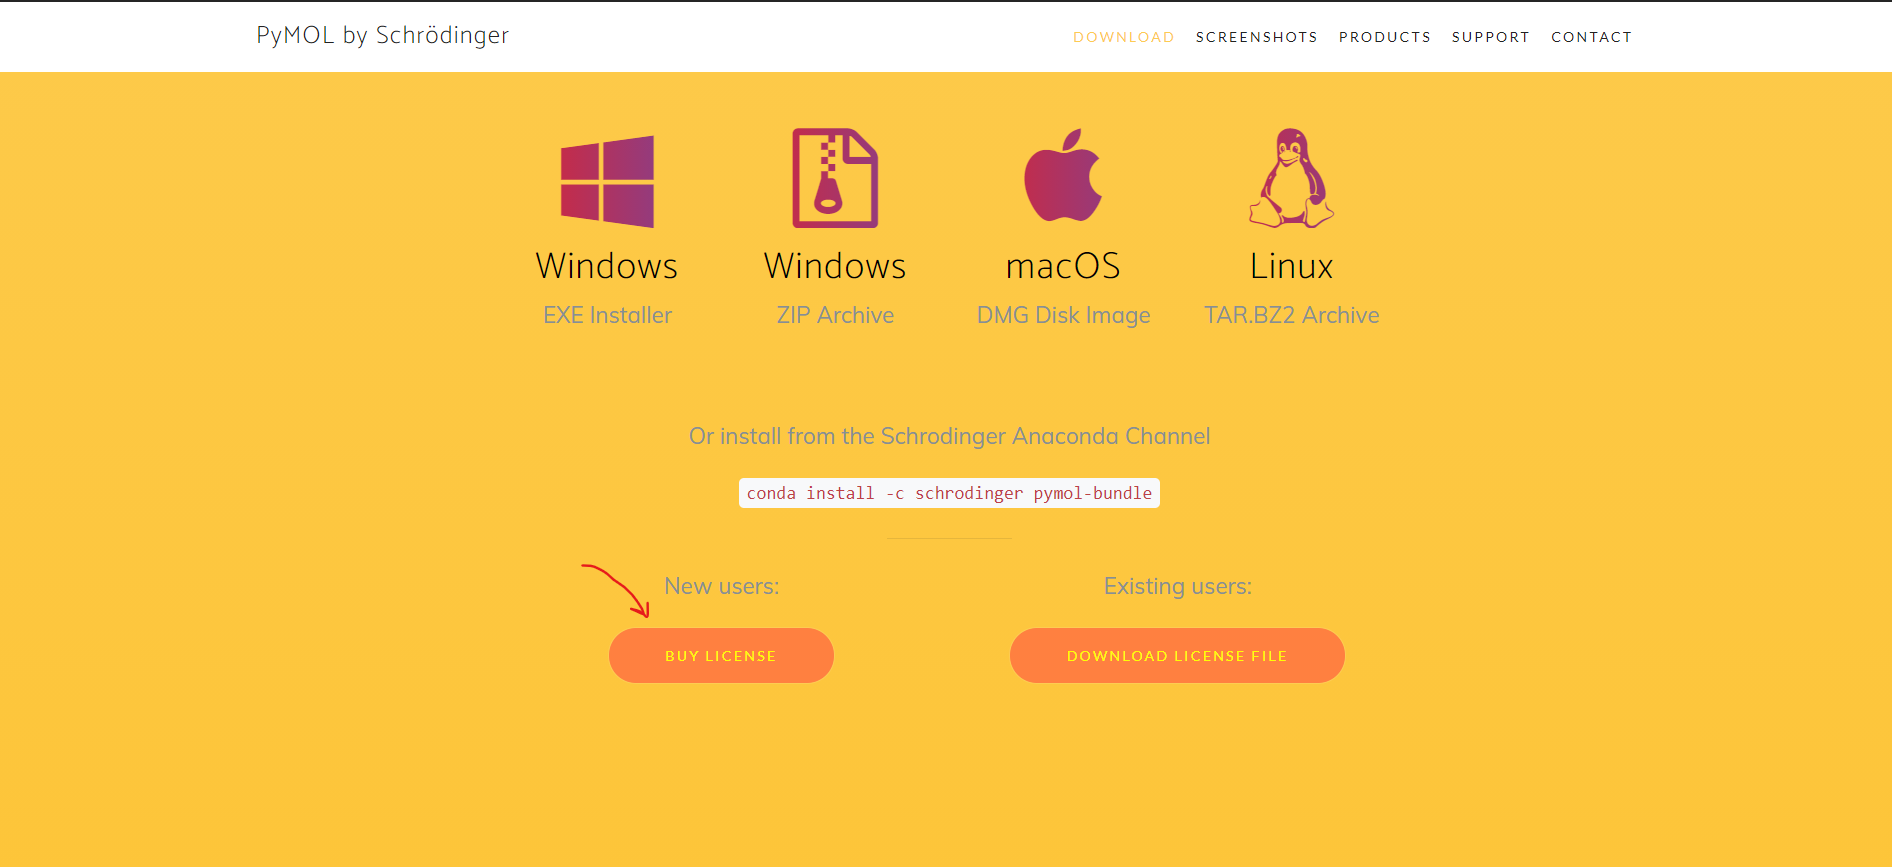 PyMOL by Schrödinger
DOWNLOAD SCREENSHOTS PRODUCTS SUPPORT CONTACT
Windows
EXE Installer
Windows
ZIP Archive
macOS
DMG Disk Image
Linux
TAR.BZ2 Archive
Or install from the Schrodinger Anaconda Channel
conda install -c schrodinger pymol-bundle
New users:
BUY LICENSE
Existing users:
DOWNLOAD LICENSE FILE